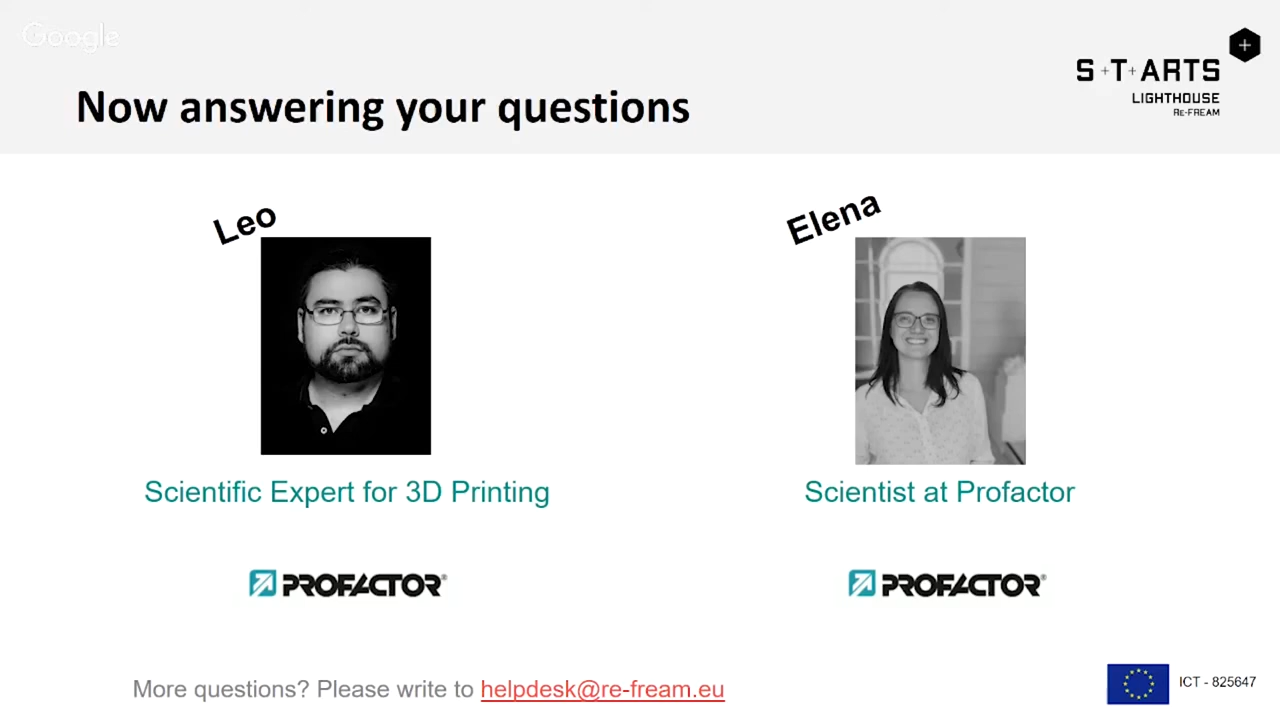 Google
Now answering your questions
S+T+ARTS
LIGHTHOUSE
RE-FREAM
Leo
Elena
Scientific Expert for 3D Printing
Scientist at Profactor
PROFACTOR®
PROFACTOR®
More questions? Please write to helpdesk@re-fream.eu
ICT - 825647